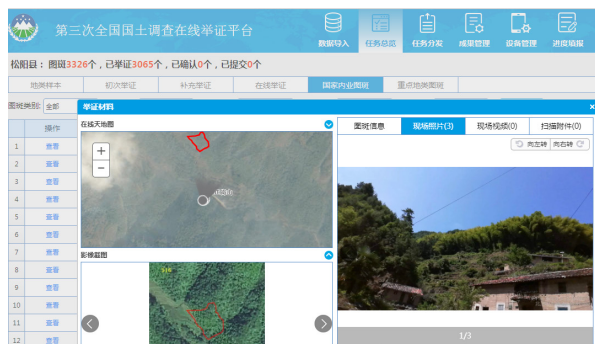 第三次全国国土调查在线举证平台
数据导入 任务总览 任务分发 成果管理 设备管理 进度填报
松阳县： 图斑3326个，已举证3065个，已确认0个，已提交0个
地类样本 初次举证 补充举证 在线举证 国家内业图斑 重点地类图斑
图斑类别: 全部
举证材料 ×
操作
在线天地图
图斑信息 现场照片(3) 现场视频(0) 扫描附件(0)
向左转 向右转
1 查看
2 查看
3 查看
4 查看
5 查看
6 查看
7 查看
影像截图
8 查看
9 查看
10 查看
11 查看
12 查看
1/3